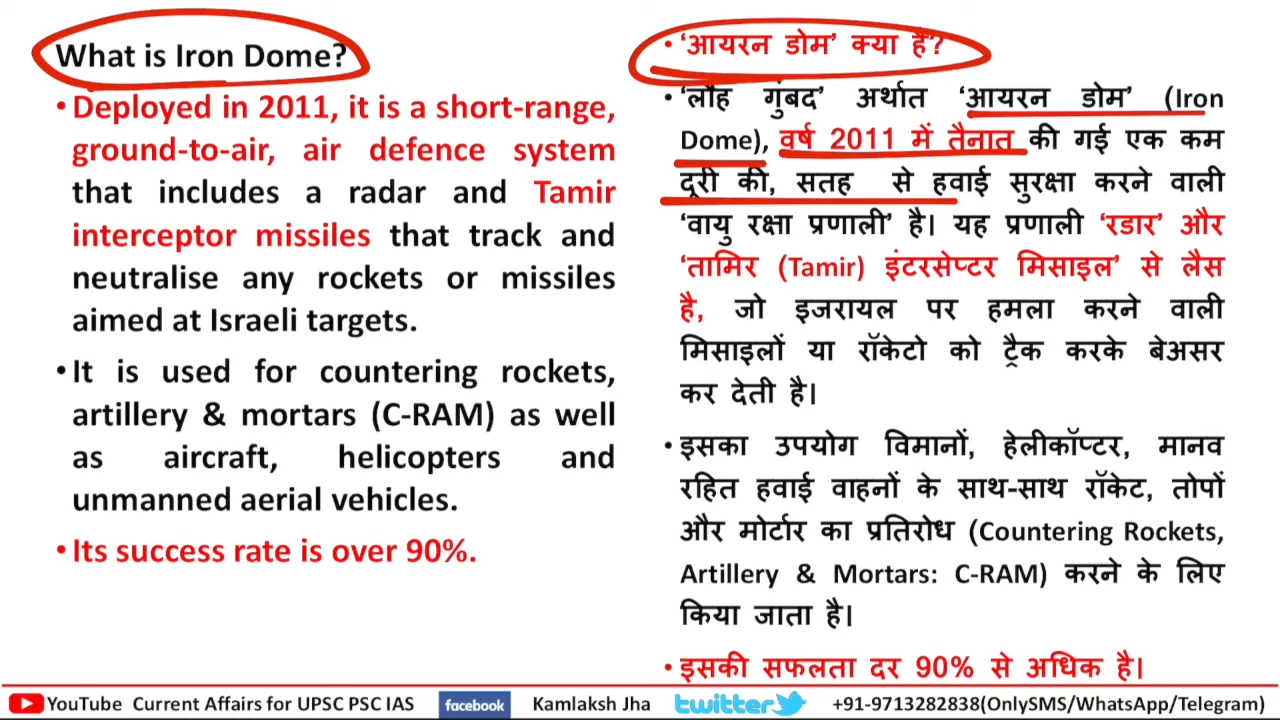 What is Iron Dome?
•Deployed in 2011, it is a short-range,
ground-to-air, air defence system
that includes a radar and Tamir
interceptor missiles that track and
neutralise any rockets or missiles
aimed at Israeli targets.
•It is used for countering rockets,
artillery & mortars (C-RAM) as well
as aircraft, helicopters and
unmanned aerial vehicles.
•Its success rate is over 90%.
• ‘आयरन डोम’ क्या है?
• ‘लौह गुंबद’ अर्थात ‘आयरन डोम’ (Iron
Dome), वर्ष 2011 में तैनात की गई एक कम
दूरी की, सतह से हवाई सुरक्षा करने वाली
‘वायु रक्षा प्रणाली’ है। यह प्रणाली ‘रडार’ और
‘तामिर (Tamir) इंटरसेप्टर मिसाइल’ से लैस
है, जो इजरायल पर हमला करने वाली
मिसाइलों या रॉकेटो को ट्रैक करके बेअसर
कर देती है।
• इसका उपयोग विमानों, हेलीकॉप्टर, मानव
रहित हवाई वाहनों के साथ-साथ रॉकेट, तोपों
और मोर्टार का प्रतिरोध (Countering Rockets,
Artillery & Mortars: C-RAM) करने के लिए
किया जाता है।
• इसकी सफलता दर 90% से अधिक है।
YouTube Current Affairs for UPSC PSC IAS facebook Kamlaksh Jha twitter +91-9713282838(OnlySMS/WhatsApp/Telegram)